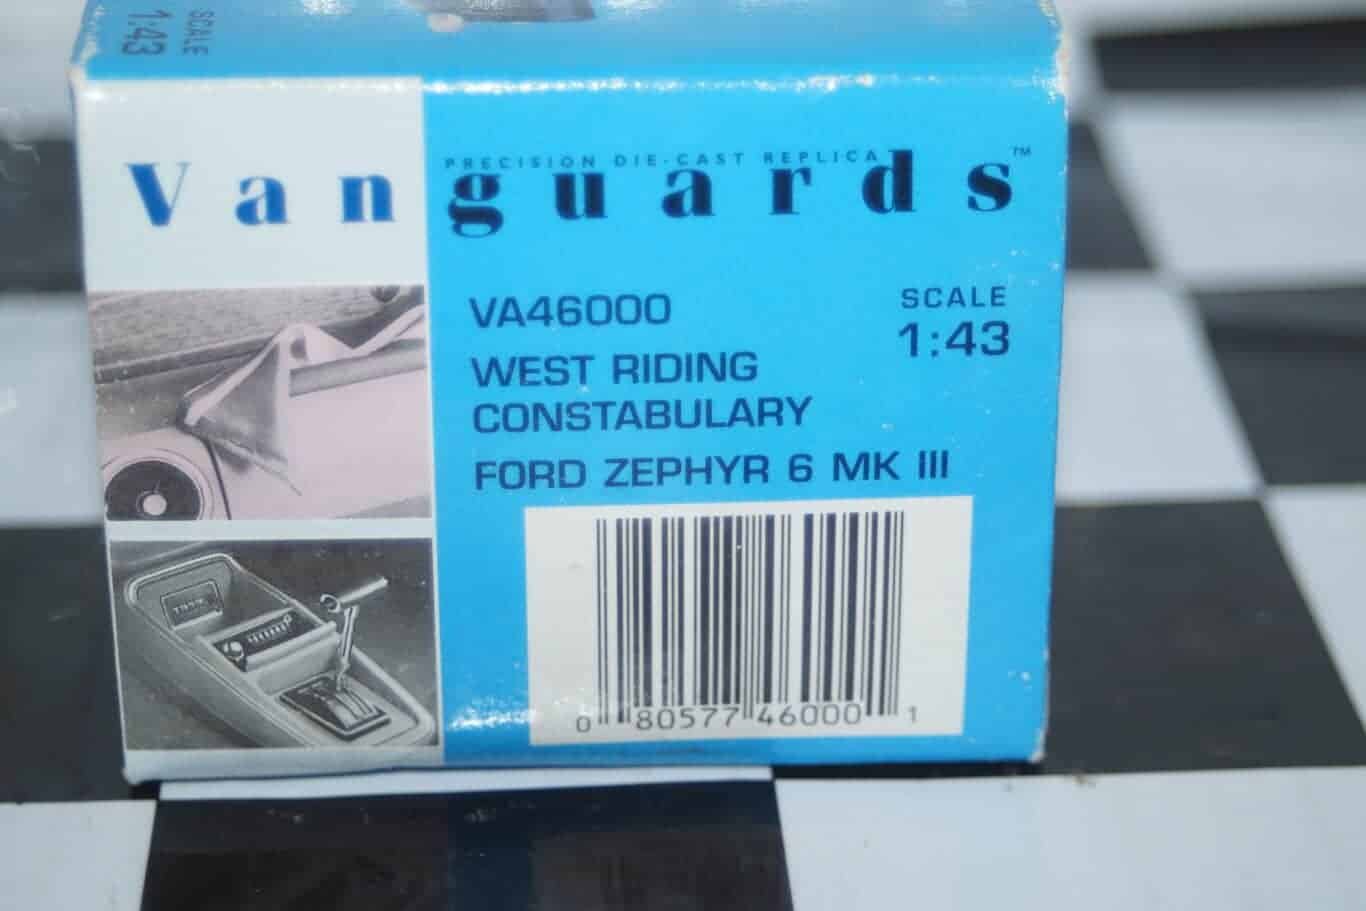 SCALE
1:43
PRECISION DIE-CAST REPLICA
Vanguards™
VA46000
SCALE
1:43
WEST RIDING
CONSTABULARY
FORD ZEPHYR 6 MK III
0 80577 46000 1